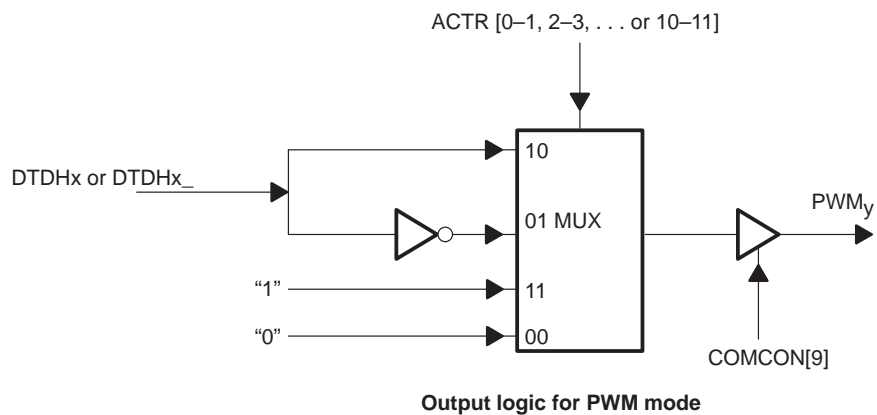 ACTR [0–1, 2–3, . . . or 10–11]
10
DTDHx or DTDHx_
PWMy
01 MUX
“1”
11
“0”
00
COMCON[9]
Output logic for PWM mode